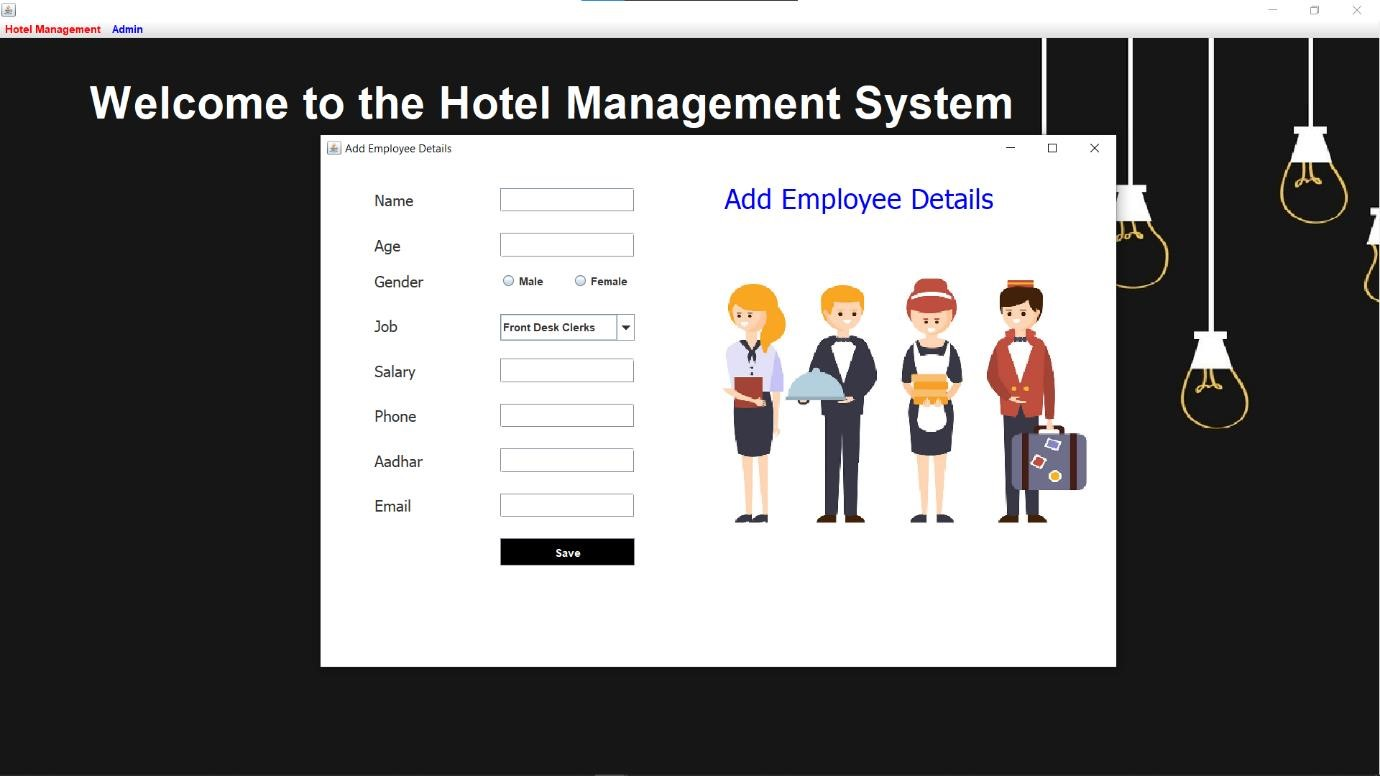 Hotel Management Admin
Welcome to the Hotel Management System
Add Employee Details
Name
Add Employee Details
Age
Gender Male Female
Job Front Desk Clerks
Salary
Phone
Aadhar
Email
Save